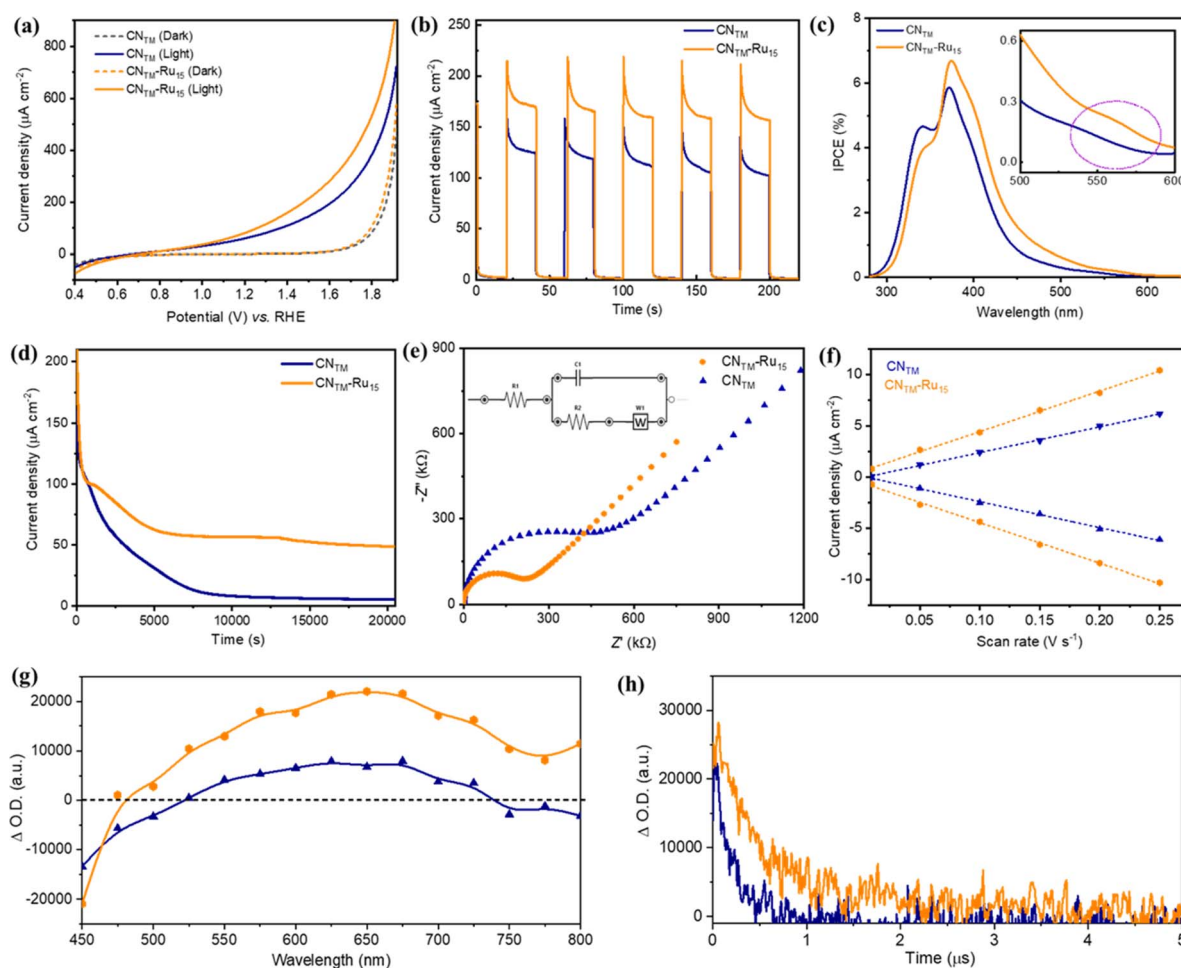 (a)
CN_TM (Dark)
CN_TM (Light)
CN_TM-Ru_15 (Dark)
CN_TM-Ru_15 (Light)
Current density (µA cm⁻²)
800
600
400
200
0
0.4 0.6 0.8 1.0 1.2 1.4 1.6 1.8
Potential (V) vs. RHE
(b)
CN_TM
CN_TM-Ru_15
Current density (µA cm⁻²)
250
200
150
100
50
0
0 50 100 150 200
Time (s)
(c)
CN_TM
CN_TM-Ru_15
IPCE (%)
8
6
4
2
0
300 400 500 600
Wavelength (nm)
0.6
0.3
0.0
500 550 600
(d)
CN_TM
CN_TM-Ru_15
Current density (µA cm⁻²)
200
150
100
50
0
0 5000 10000 15000 20000
Time (s)
(e)
CN_TM-Ru_15
CN_TM
R1
C1
R2
W1
W
-Z'' (kΩ)
900
600
300
0
0 300 600 900 1200
Z' (kΩ)
(f)
CN_TM
CN_TM-Ru_15
Current density (µA cm⁻²)
10
5
0
-5
-10
0.05 0.10 0.15 0.20 0.25
Scan rate (V s⁻¹)
(g)
Δ O.D. (a.u.)
20000
10000
0
-10000
-20000
450 500 550 600 650 700 750 800
Wavelength (nm)
(h)
Δ O.D. (a.u.)
30000
20000
10000
0
0 1 2 3 4 5
Time (µs)